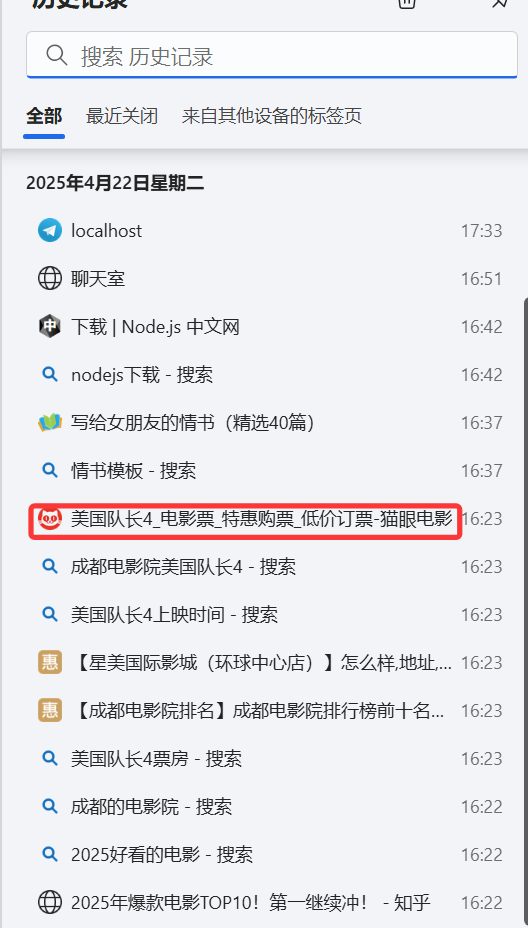 历史记录
搜索 历史记录
全部 最近关闭 来自其他设备的标签页
2025年4月22日星期二
localhost 17:33
聊天室 16:51
中 下载 | Node.js 中文网 16:42
nodejs下载 - 搜索 16:42
写给女朋友的情书（精选40篇） 16:37
情书模板 - 搜索 16:37
美国队长4_电影票_特惠购票_低价订票-猫眼电影 16:23
成都电影院美国队长4 - 搜索 16:23
美国队长4上映时间 - 搜索 16:23
惠 【星美国际影城（环球中心店）】怎么样,地址,... 16:23
惠 【成都电影院排名】成都电影院排行榜前十名... 16:23
美国队长4票房 - 搜索 16:23
成都的电影院 - 搜索 16:22
2025好看的电影 - 搜索 16:22
2025年爆款电影TOP10！第一继续冲！ - 知乎 16:22